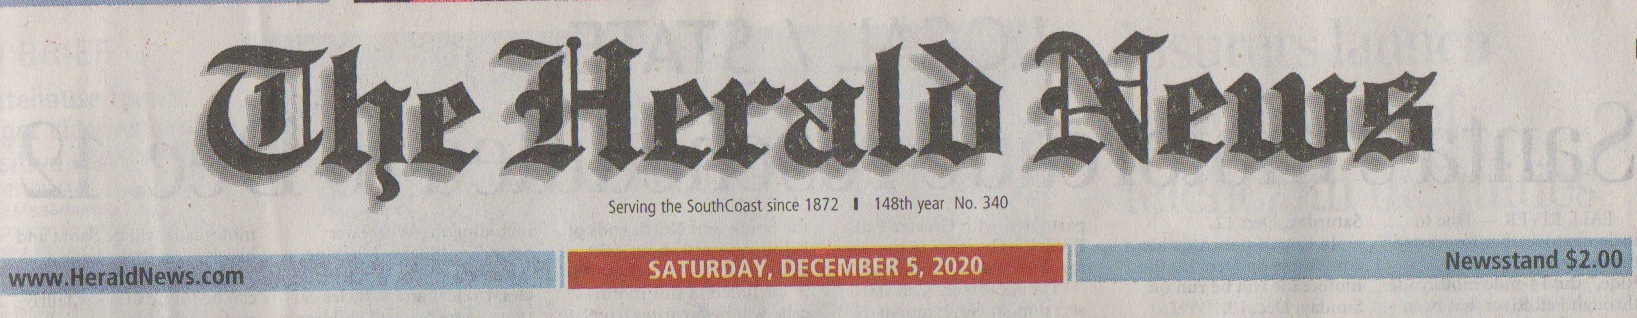 The Herald News
Serving the SouthCoast since 1872 | 148th year No. 340
www.HeraldNews.com
SATURDAY, DECEMBER 5, 2020
Newsstand $2.00